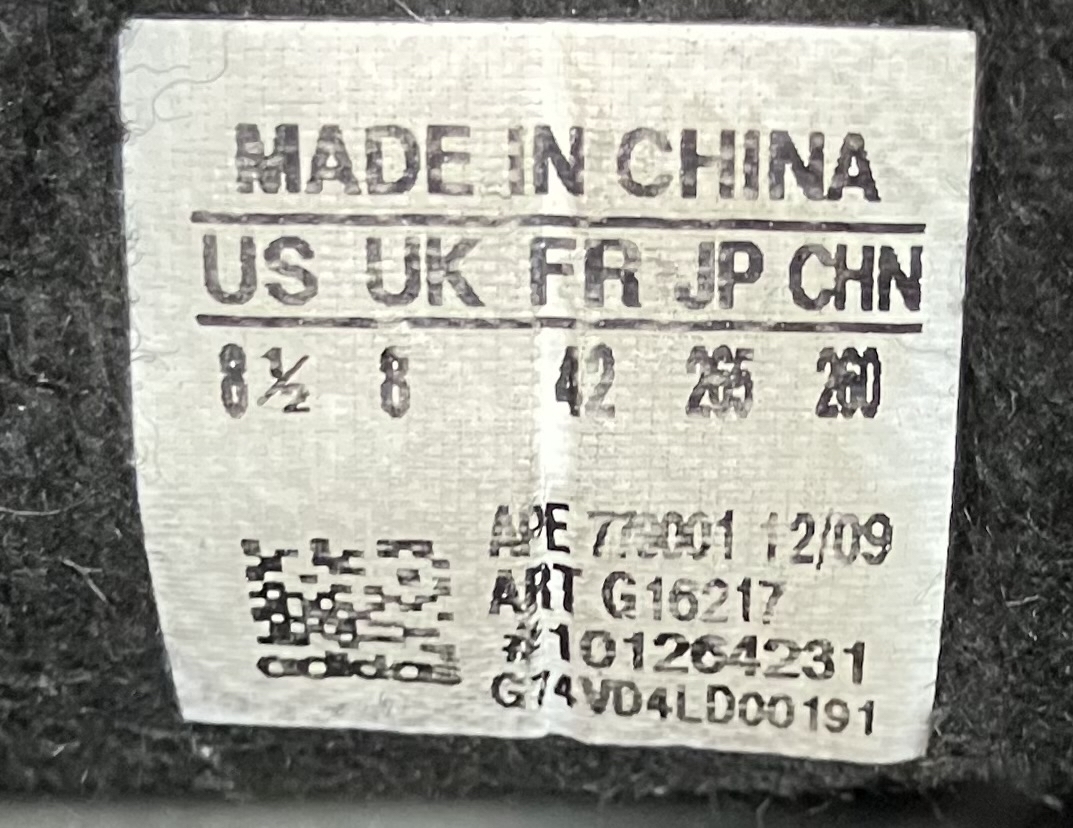 MADE IN CHINA
US UK FR JP CHN
8½ 8 42 265 260
APE 12/09
ART G16217
#101264231
adidas
G74VD4LD00191